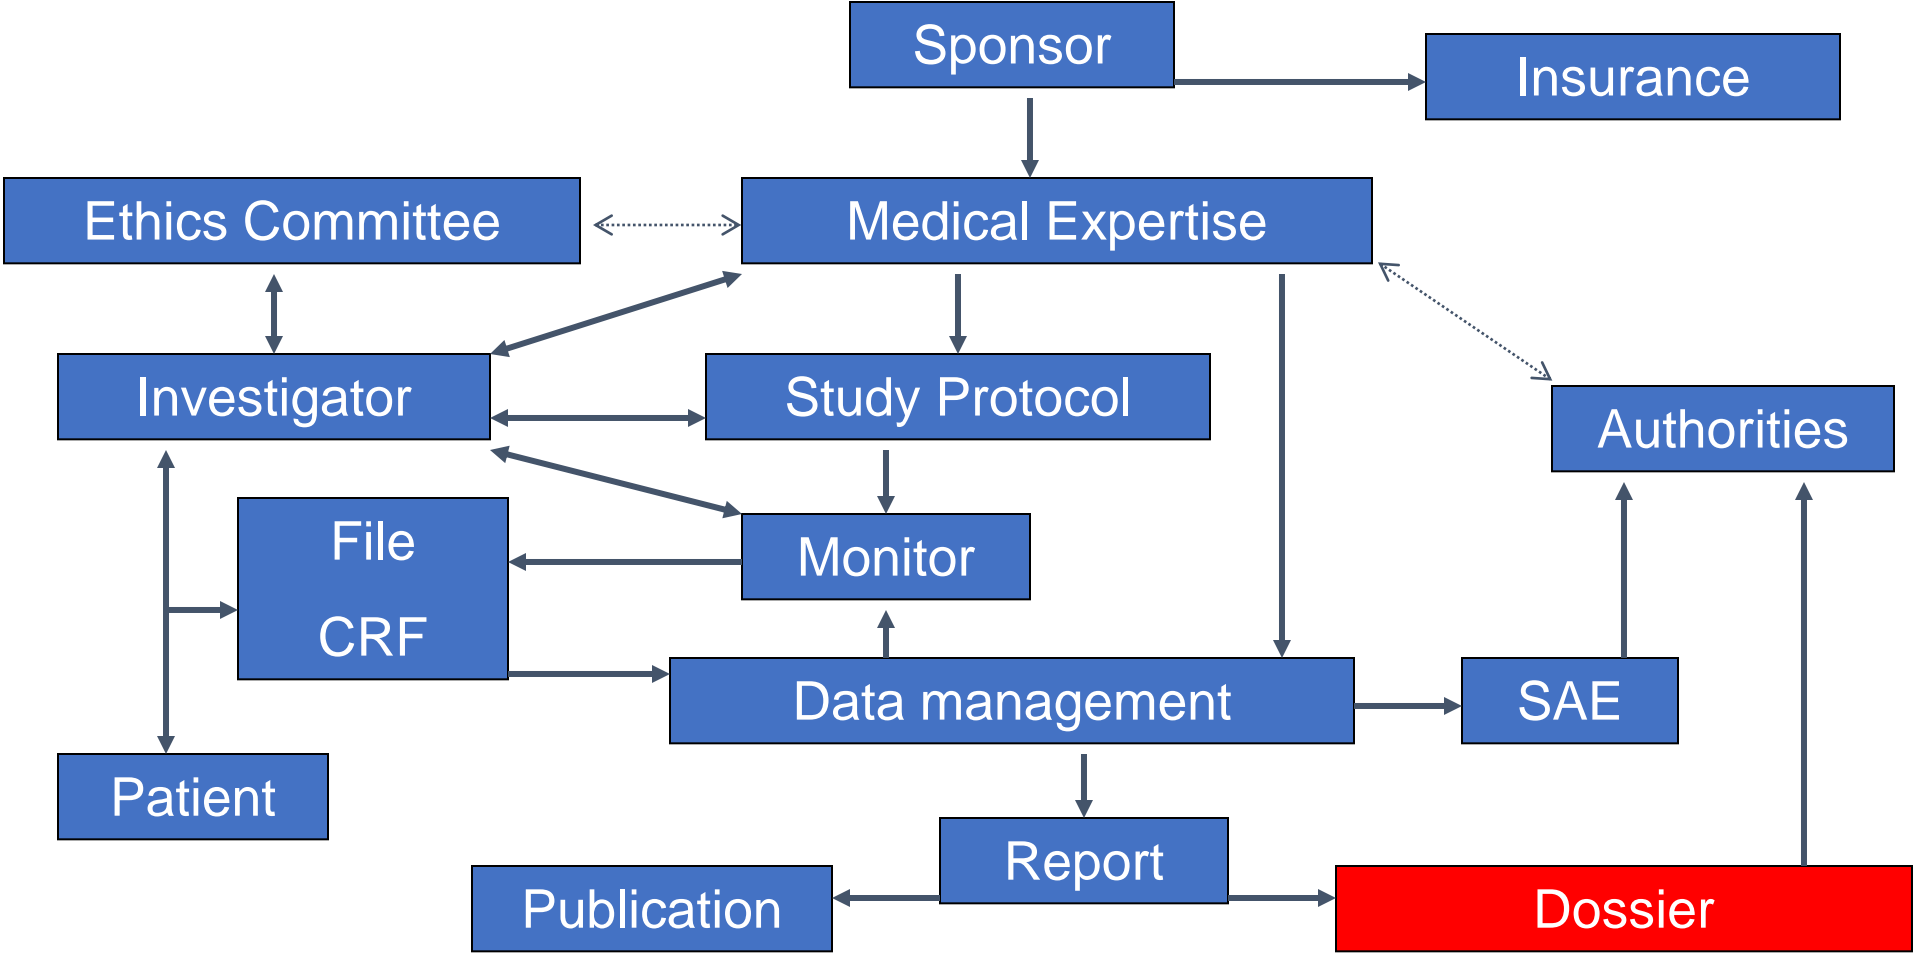 Sponsor
Insurance
Ethics Committee
Medical Expertise
Investigator
Study Protocol
Authorities
File
CRF
Monitor
Data management
SAE
Patient
Report
Publication
Dossier